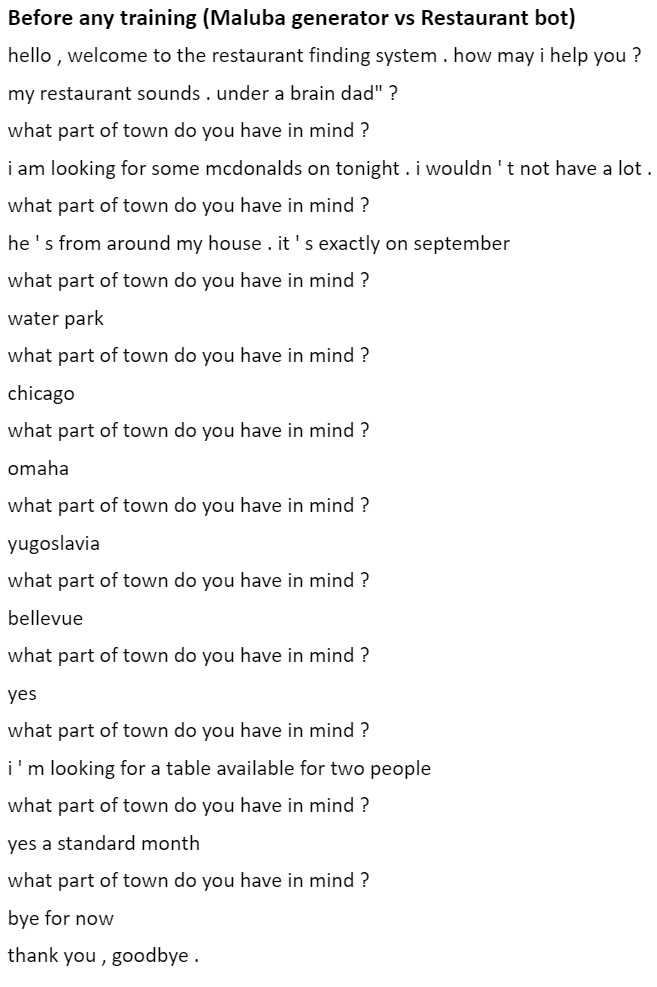 Before any training (Maluba generator vs Restaurant bot)
hello , welcome to the restaurant finding system . how may i help you ?
my restaurant sounds . under a brain dad" ?
what part of town do you have in mind ?
i am looking for some mcdonalds on tonight . i wouldn ' t not have a lot .
what part of town do you have in mind ?
he ' s from around my house . it ' s exactly on september
what part of town do you have in mind ?
water park
what part of town do you have in mind ?
chicago
what part of town do you have in mind ?
omaha
what part of town do you have in mind ?
yugoslavia
what part of town do you have in mind ?
bellevue
what part of town do you have in mind ?
yes
what part of town do you have in mind ?
i ' m looking for a table available for two people
what part of town do you have in mind ?
yes a standard month
what part of town do you have in mind ?
bye for now
thank you , goodbye .